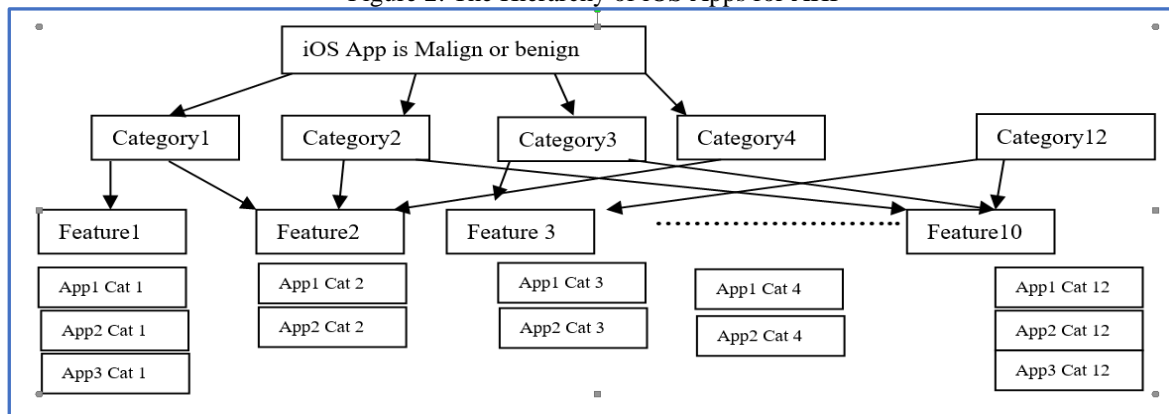 Figure 2: The Hierarchy of iOS Apps for AHP
iOS App is Malign or benign
Category1 Category2 Category3 Category4 Category12
Feature1 Feature2 Feature 3 Feature10
App1 Cat 1 App1 Cat 2 App1 Cat 3 App1 Cat 4 App1 Cat 12
App2 Cat 1 App2 Cat 2 App2 Cat 3 App2 Cat 4 App2 Cat 12
App3 Cat 1 App3 Cat 12